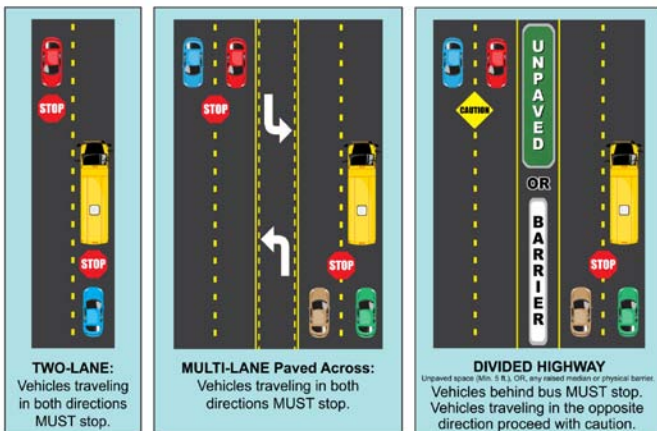 STOP
STOP
TWO-LANE:
Vehicles traveling
in both directions
MUST stop.
STOP
STOP
MULTI-LANE Paved Across:
Vehicles traveling in both
directions MUST stop.
CAUTION
UNPAVED
OR
BARRIER
STOP
DIVIDED HIGHWAY
Unpaved space (Min. 5 ft.), OR, any raised median or physical barrier.
Vehicles behind bus MUST stop.
Vehicles traveling in the opposite
direction proceed with caution.